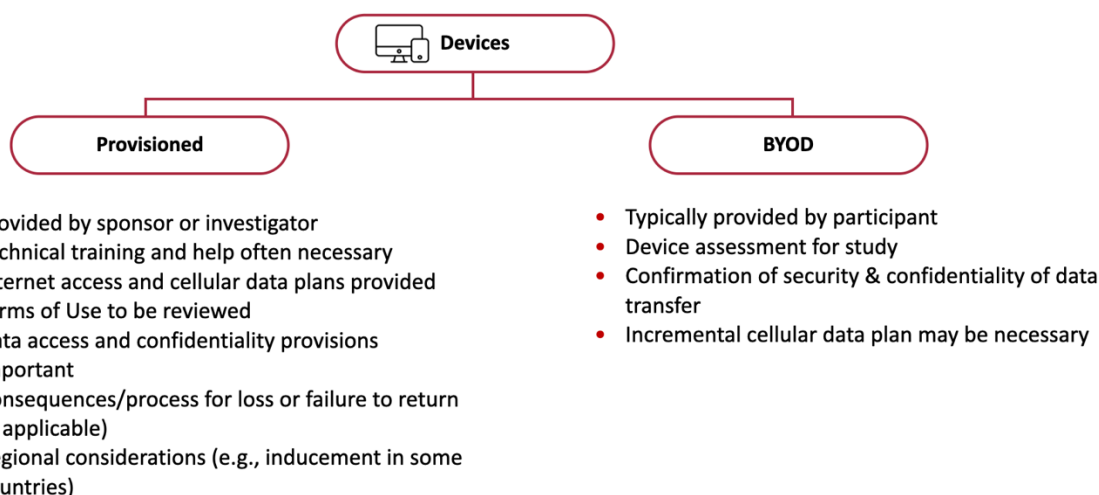 Devices
Provisioned
BYOD
ovided by sponsor or investigator
chnical training and help often necessary
ternet access and cellular data plans provided
rms of Use to be reviewed
ta access and confidentiality provisions
portant
onsequences/process for loss or failure to return
applicable)
egional considerations (e.g., inducement in some
untries)
• Typically provided by participant
• Device assessment for study
• Confirmation of security & confidentiality of data
transfer
• Incremental cellular data plan may be necessary